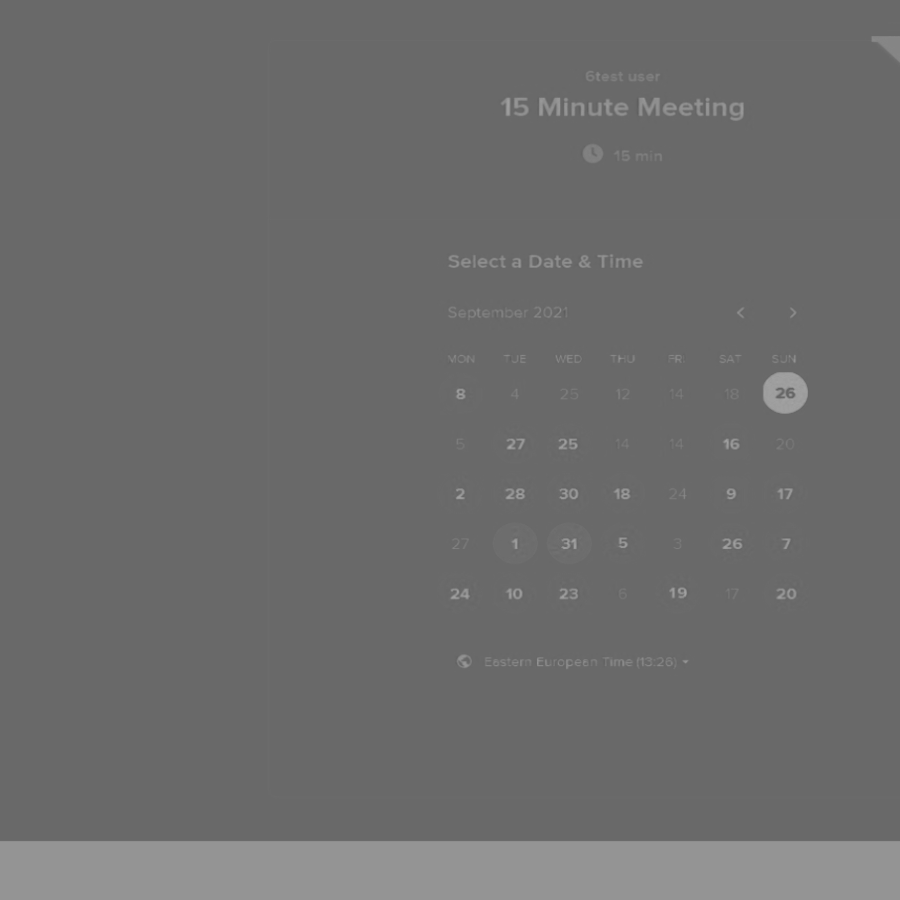 6test user
15 Minute Meeting
15 min
Select a Date & Time
September 2021
MON TUE WED THU FRI SAT SUN
8 4 25 12 14 18 26
5 27 25 14 14 16 20
2 28 30 18 24 9 17
27 1 31 5 3 26 7
24 10 23 6 19 17 20
Eastern European Time (13:26)